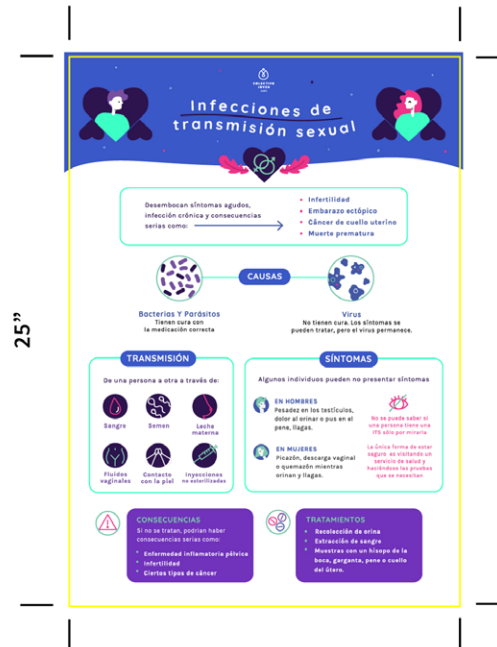 COLECTIVO
Infecciones de
transmisión sexual
Desembocan síntomas agudos,
infección crónica y consecuencias
serias como:
• Infertilidad
• Embarazo ectópico
• Cáncer de cuello uterino
• Muerte prematura
CAUSAS
Bacterias Y Parásitos
Tienen cura con
la medicación correcta
Virus
No tienen cura. Los síntomas se
pueden tratar, pero el virus permanece.
25”
TRANSMISIÓN
De una persona a otra a través de:
Sangre
Semen
Leche
materna
Fluidos
vaginales
Contacto
con la piel
Inyecciones
no esterilizadas
SÍNTOMAS
Algunos individuos pueden no presentar síntomas
EN HOMBRES
Pesadez en los testículos,
dolor al orinar o pus en el
pene, llagas.
EN MUJERES
Picazón, descarga vaginal
o quemazón mientras
orinan y llagas.
No se puede saber si
una persona tiene una
ITS sólo por mirarla
La única forma de estar
seguro es visitando un
servicio de salud y
haciéndose las pruebas
que se necesitan
CONSECUENCIAS
Si no se tratan, podrían haber
consecuencias serias como:
• Enfermedad inflamatoria pélvica
• Infertilidad
• Ciertos tipos de cáncer
TRATAMIENTOS
• Recolección de orina
• Extracción de sangre
• Muestras con un hisopo de la
boca, garganta, pene o cuello
del útero.